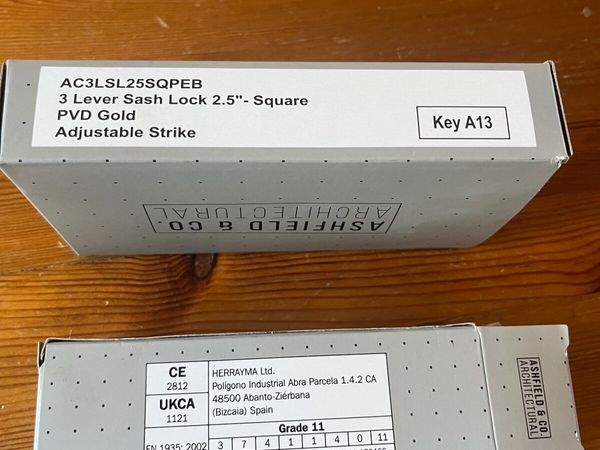 AC3LSL25SQPEB
3 Lever Sash Lock 2.5"- Square
PVD Gold
Adjustable Strike
Key A13
ASHFIELD & CO.
ARCHITECTURAL
CE
2812
UKCA
1121
HERRAYMA Ltd.
Polígono Industrial Abra Parcela 1.4.2 CA
48500 Abanto-Ziérbana
(Bizcaia) Spain
Grade 11
EN 1935: 2002
3 7 4 1 1 4 0 11
ASHFIELD & CO.
ARCHITECTURAL